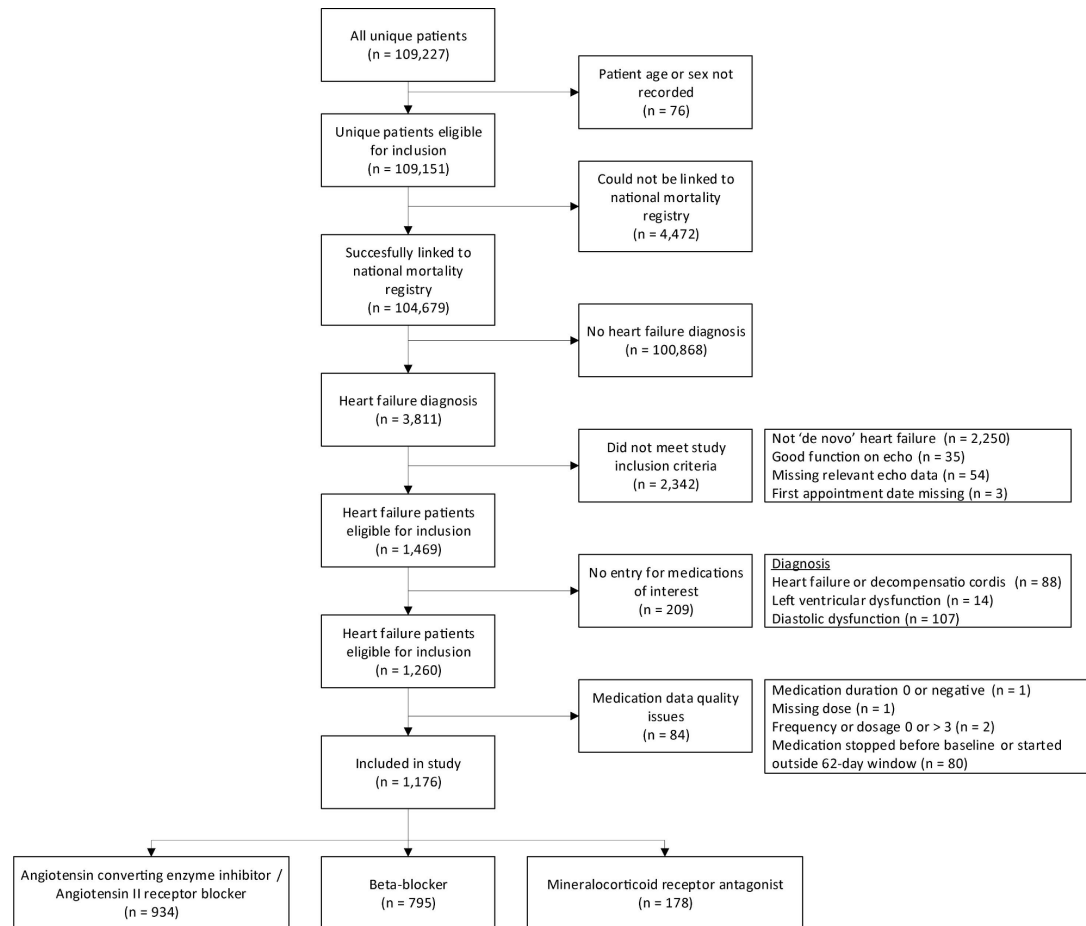 All unique patients
(n = 109,227)
Patient age or sex not
recorded
(n = 76)
Unique patients eligible
for inclusion
(n = 109,151)
Could not be linked to
national mortality
registry
(n = 4,472)
Succesfully linked to
national mortality
registry
(n = 104,679)
No heart failure diagnosis
(n = 100,868)
Heart failure diagnosis
(n = 3,811)
Did not meet study
inclusion criteria
(n = 2,342)
Not ‘de novo’ heart failure (n = 2,250)
Good function on echo (n = 35)
Missing relevant echo data (n = 54)
First appointment date missing (n = 3)
Heart failure patients
eligible for inclusion
(n = 1,469)
No entry for medications
of interest
(n = 209)
Diagnosis
Heart failure or decompensatio cordis (n = 88)
Left ventricular dysfunction (n = 14)
Diastolic dysfunction (n = 107)
Heart failure patients
eligible for inclusion
(n = 1,260)
Medication data quality
issues
(n = 84)
Medication duration 0 or negative (n = 1)
Missing dose (n = 1)
Frequency or dosage 0 or > 3 (n = 2)
Medication stopped before baseline or started
outside 62-day window (n = 80)
Included in study
(n = 1,176)
Angiotensin converting enzyme inhibitor /
Angiotensin II receptor blocker
(n = 934)
Beta-blocker
(n = 795)
Mineralocorticoid receptor antagonist
(n = 178)